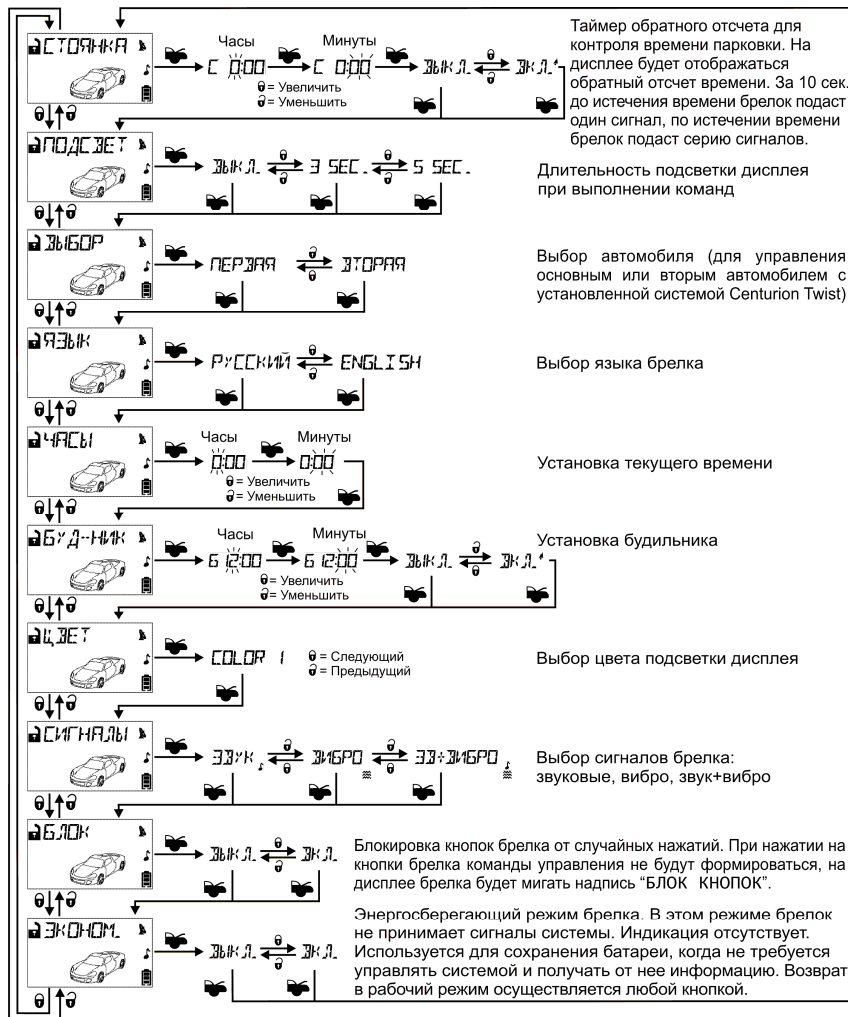 СТОЯНКА
Часы
Минуты
С 0:00
С 0:00
ВЫКЛ.
ВКЛ.
= Увеличить
= Уменьшить
Таймер обратного отсчета для
контроля времени парковки. На
дисплее будет отображаться
обратный отсчет времени. За 10 сек.
до истечения времени брелок подаст
один сигнал, по истечении времени
брелок подаст серию сигналов.
ПОДСВЕТ
ВЫКЛ.
3 SEC.
5 SEC.
Длительность подсветки дисплея
при выполнении команд
ВЫБОР
ПЕРВАЯ
ВТОРАЯ
Выбор автомобиля (для управления
основным или вторым автомобилем с
установленной системой Centurion Twist)
ЯЗЫК
РУССКИЙ
ENGLISH
Выбор языка брелка
ЧАСЫ
Часы
Минуты
0:00
0:00
= Увеличить
= Уменьшить
Установка текущего времени
БУД-НИК
Часы
Минуты
Б 12:00
Б 12:00
ВЫКЛ.
ВКЛ.
= Увеличить
= Уменьшить
Установка будильника
ЦВЕТ
COLOR 1
= Следующий
= Предыдущий
Выбор цвета подсветки дисплея
СИГНАЛЫ
ЗВУК
ВИБРО
ЗВ+ВИБРО
Выбор сигналов брелка:
звуковые, вибро, звук+вибро
БЛОК
ВЫКЛ.
ВКЛ.
Блокировка кнопок брелка от случайных нажатий. При нажатии на
кнопки брелка команды управления не будут формироваться, на
дисплее брелка будет мигать надпись “БЛОК КНОПОК”.
ЭКОНОМ.
ВЫКЛ.
ВКЛ.
Энергосберегающий режим брелка. В этом режиме брелок
не принимает сигналы системы. Индикация отсутствует.
Используется для сохранения батареи, когда не требуется
управлять системой и получать от нее информацию. Возврат
в рабочий режим осуществляется любой кнопкой.